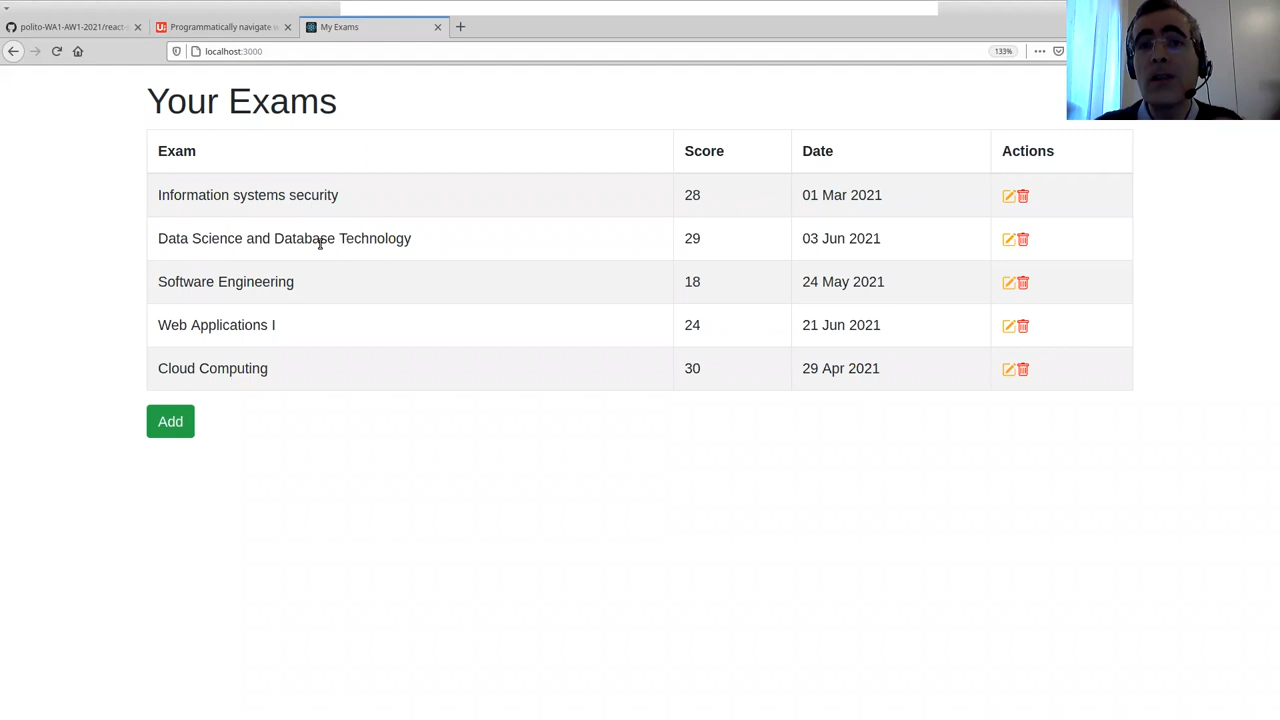 polito-WA1-AW1-2021/react-
Programmatically navigate
My Exams
localhost:3000
133%
Your Exams
Exam Score Date Actions
Information systems security 28 01 Mar 2021
Data Science and Database Technology 29 03 Jun 2021
Software Engineering 18 24 May 2021
Web Applications I 24 21 Jun 2021
Cloud Computing 30 29 Apr 2021
Add